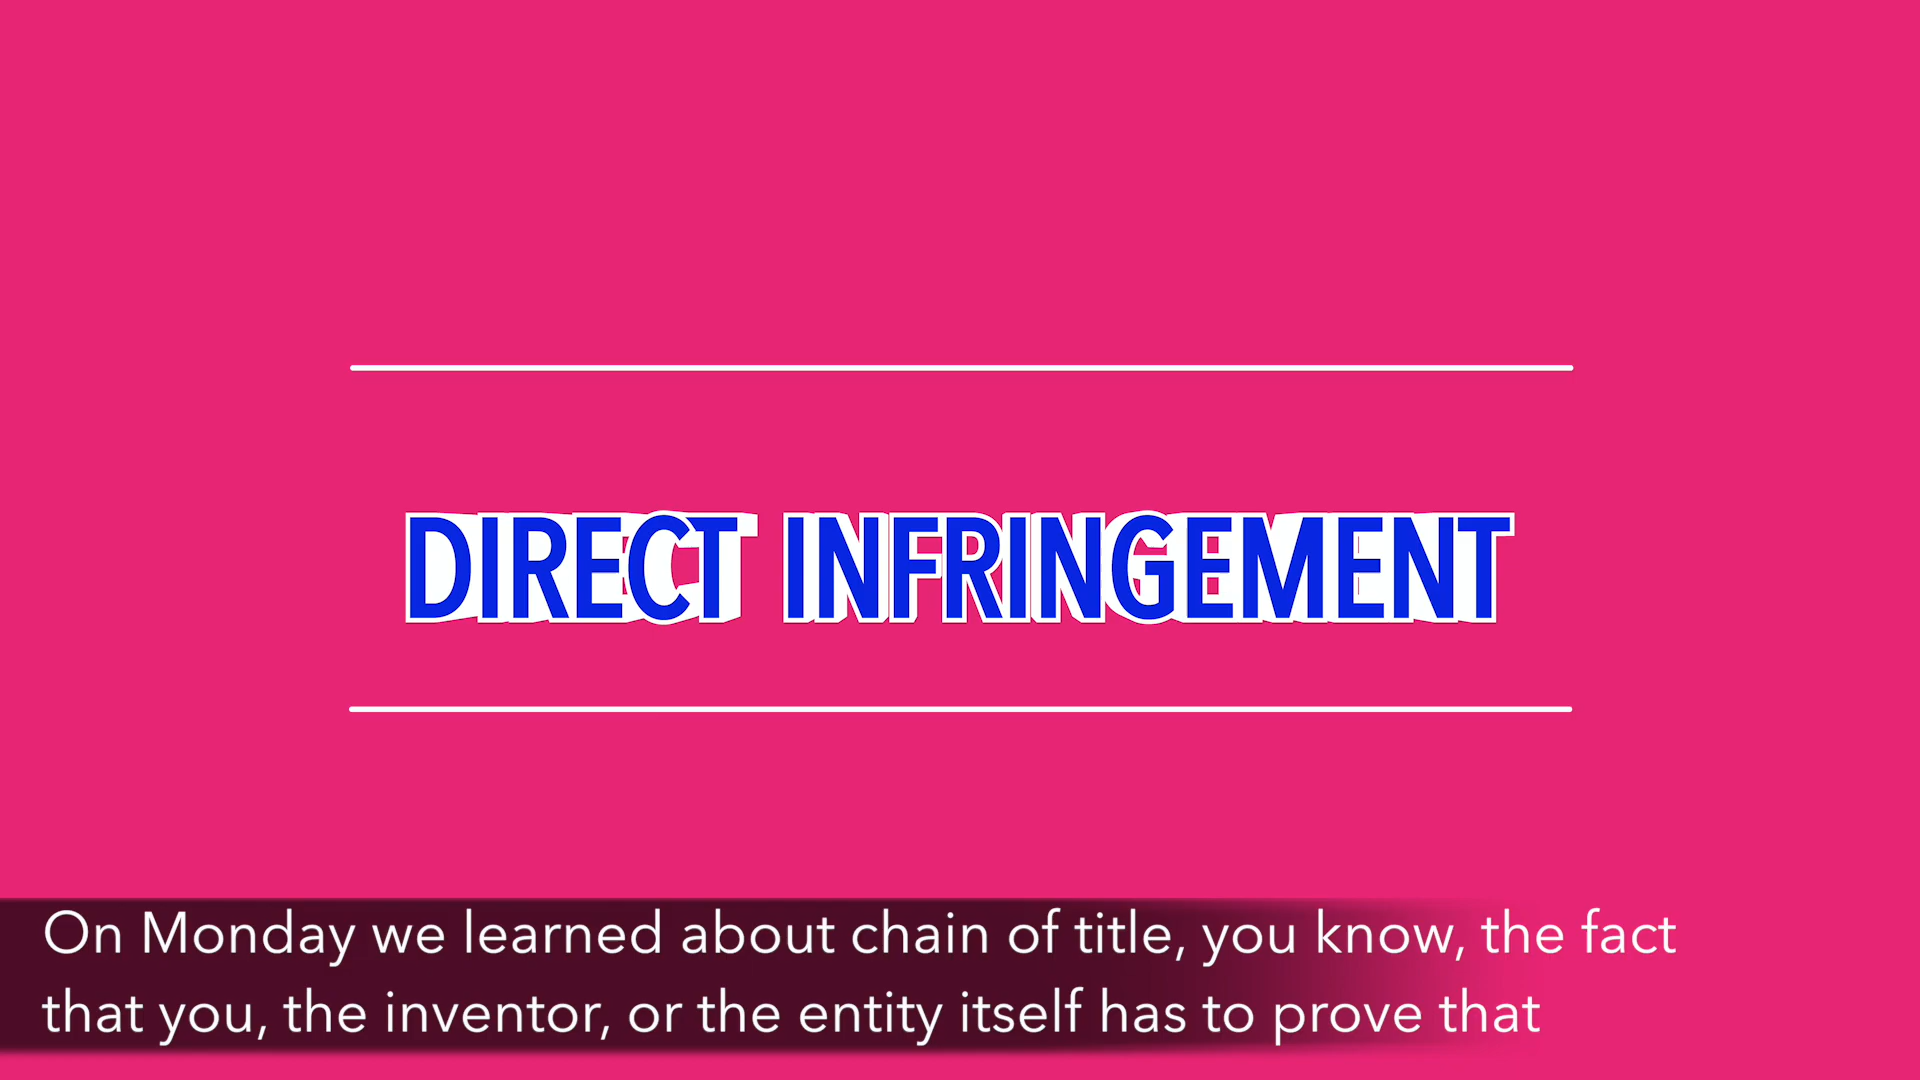 DIRECT INFRINGEMENT
On Monday we learned about chain of title, you know, the fact
that you, the inventor, or the entity itself has to prove that